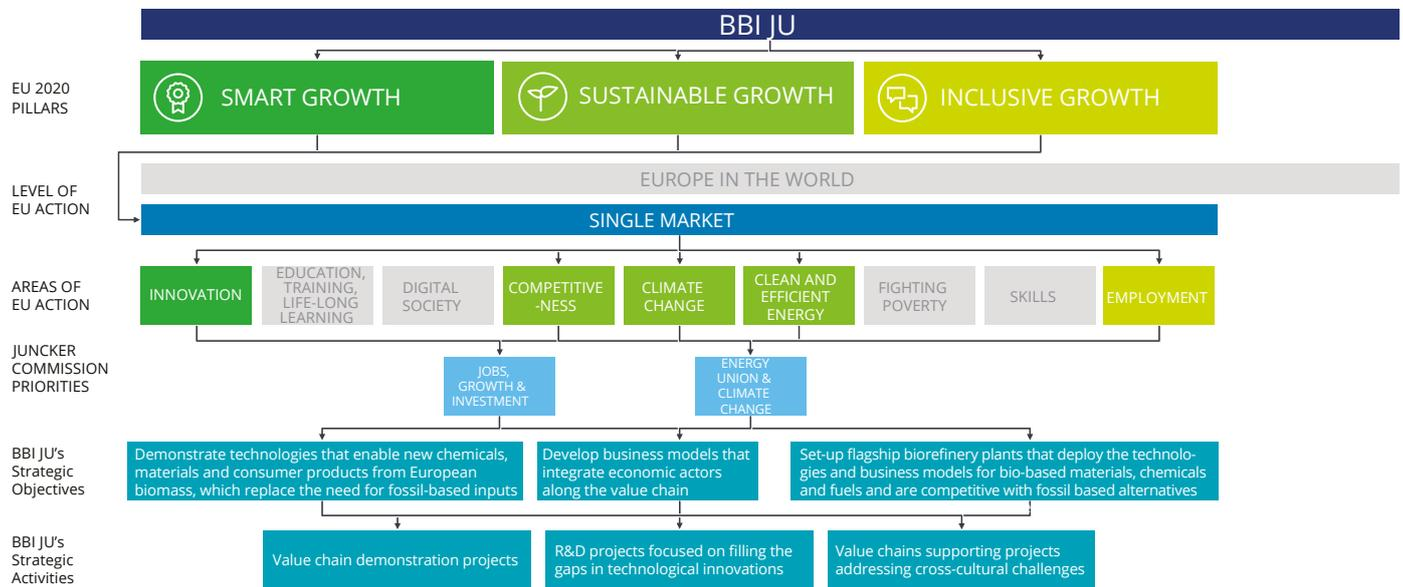 BBI JU
EU 2020
PILLARS
SMART GROWTH
SUSTAINABLE GROWTH
INCLUSIVE GROWTH
LEVEL OF
EU ACTION
EUROPE IN THE WORLD
SINGLE MARKET
AREAS OF
EU ACTION
INNOVATION
EDUCATION,
TRAINING,
LIFE-LONG
LEARNING
DIGITAL
SOCIETY
COMPETITIVE
-NESS
CLIMATE
CHANGE
CLEAN AND
EFFICIENT
ENERGY
FIGHTING
POVERTY
SKILLS
EMPLOYMENT
JUNCKER
COMMISSION
PRIORITIES
JOBS,
GROWTH &
INVESTMENT
ENERGY
UNION &
CLIMATE
CHANGE
BBI JU's
Strategic
Objectives
Demonstrate technologies that enable new chemicals,
materials and consumer products from European
biomass, which replace the need for fossil-based inputs
Develop business models that
integrate economic actors
along the value chain
Set-up flagship biorefinery plants that deploy the technolo-
gies and business models for bio-based materials, chemicals
and fuels and are competitive with fossil based alternatives
BBI JU's
Strategic
Activities
Value chain demonstration projects
R&D projects focused on filling the
gaps in technological innovations
Value chains supporting projects
addressing cross-cultural challenges